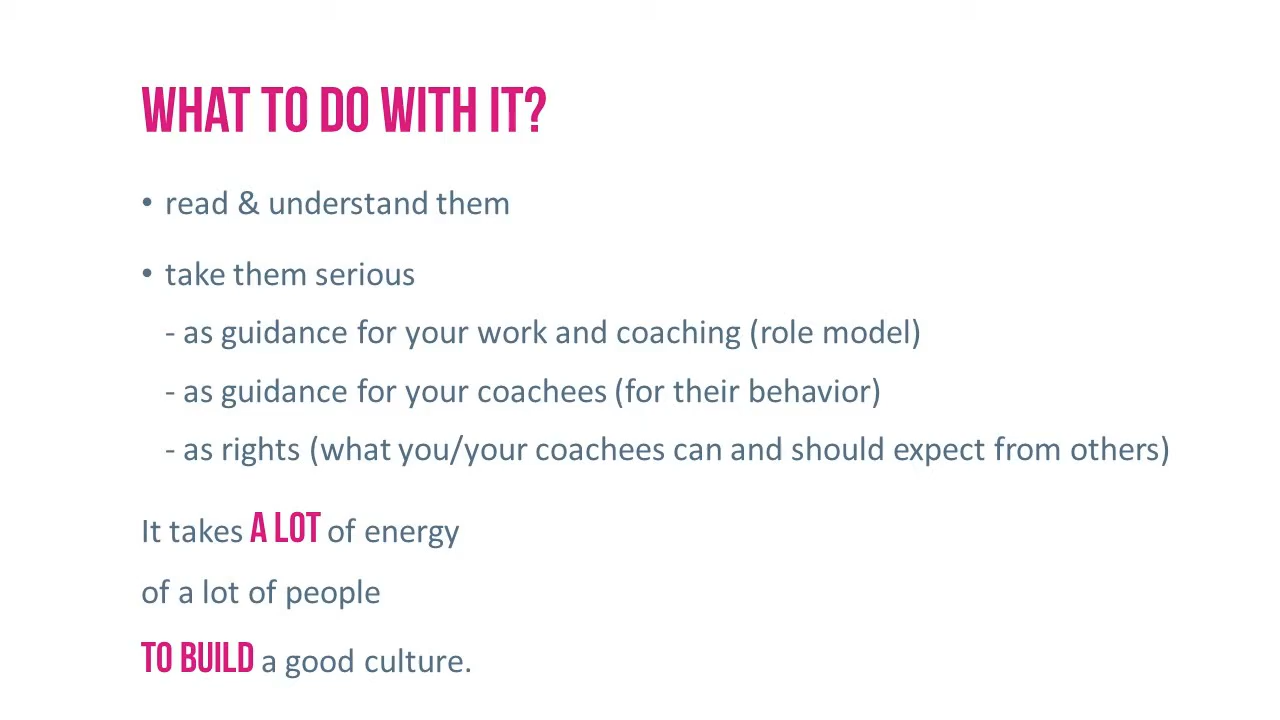 WHAT TO DO WITH IT?
• read & understand them
• take them serious
- as guidance for your work and coaching (role model)
- as guidance for your coachees (for their behavior)
- as rights (what you/your coachees can and should expect from others)
It takes A LOT of energy
of a lot of people
TO BUILD a good culture.